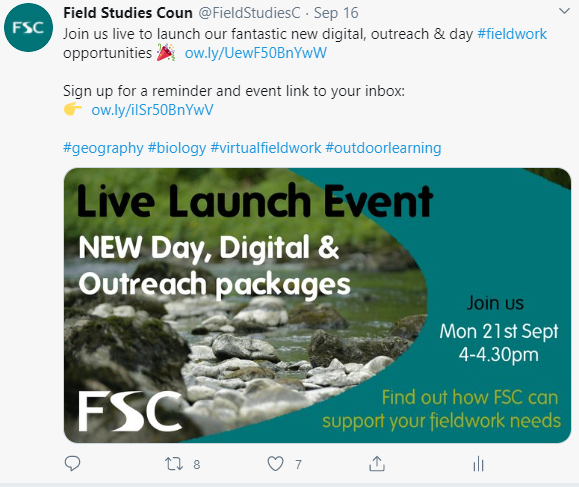 FSC
Field Studies Coun @FieldStudiesC · Sep 16
Join us live to launch our fantastic new digital, outreach & day #fieldwork
opportunities 🎉 ow.ly/UewF50BnYwW
Sign up for a reminder and event link to your inbox:
👉 ow.ly/ilSr50BnYwV
#geography #biology #virtualfieldwork #outdoorlearning
Live Launch Event
NEW Day, Digital &
Outreach packages
Join us
Mon 21st Sept
4-4.30pm
Find out how FSC can
support your fieldwork needs
FSC
8
7